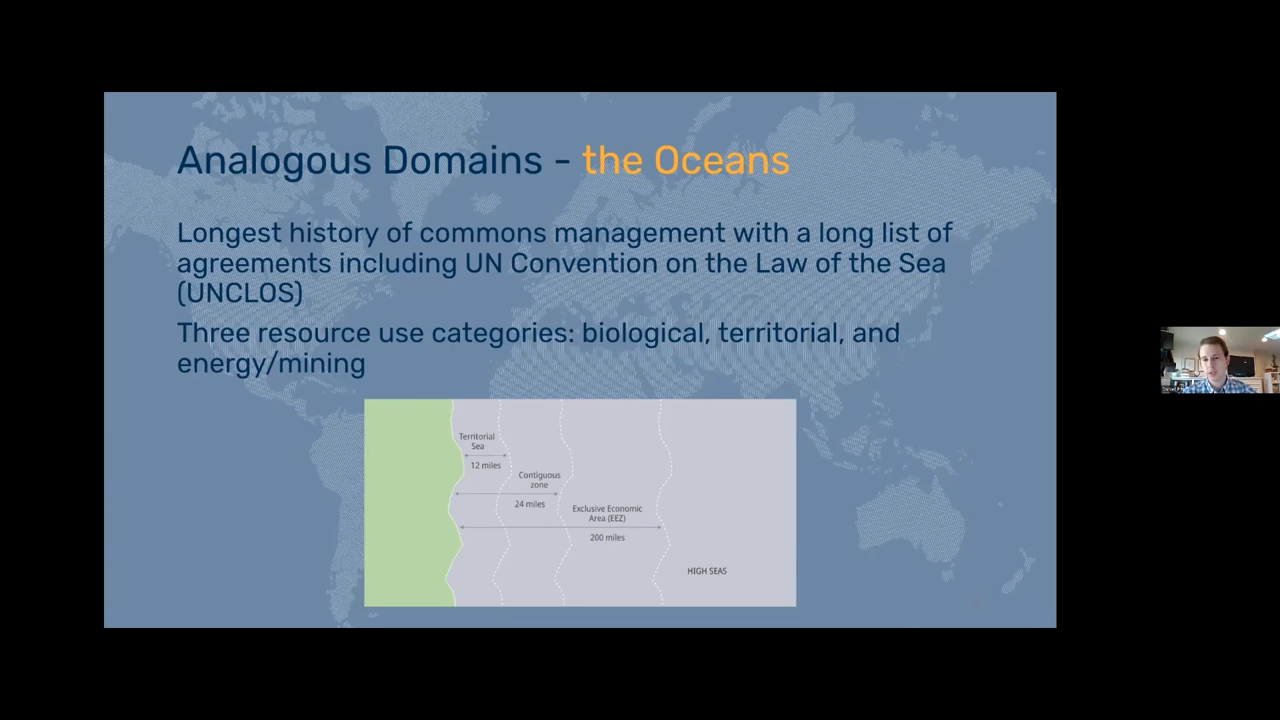 Analogous Domains - the Oceans
Longest history of commons management with a long list of
agreements including UN Convention on the Law of the Sea
(UNCLOS)
Three resource use categories: biological, territorial, and
energy/mining
Territorial
Sea
12 miles
Contiguous
zone
24 miles
Exclusive Economic
Area (EEZ)
200 miles
HIGH SEAS